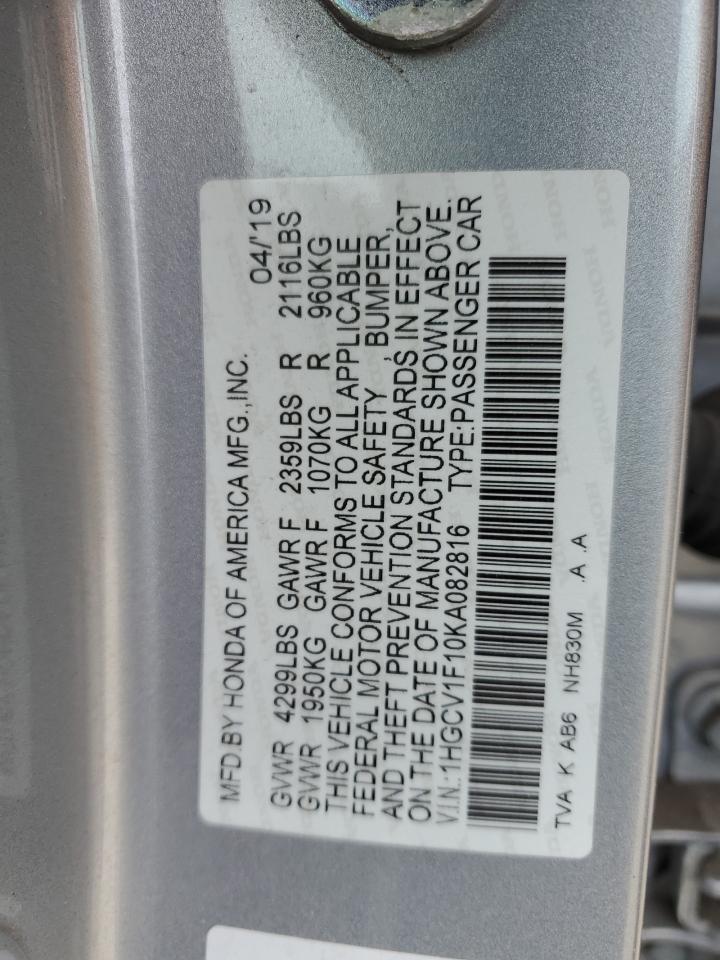 MFD.BY HONDA OF AMERICA MFG.,INC. 04/'19
GVWR 4299LBS GAWR F 2359LBS R 2116LBS
GVWR 1950KG GAWR F 1070KG R 960KG
THIS VEHICLE CONFORMS TO ALL APPLICABLE
FEDERAL MOTOR VEHICLE SAFETY , BUMPER,
AND THEFT PREVENTION STANDARDS IN EFFECT
ON THE DATE OF MANUFACTURE SHOWN ABOVE.
V.I.N.:1HGCV1F10KA082816 TYPE:PASSENGER CAR
TVA K AB6 NH830M .A .A